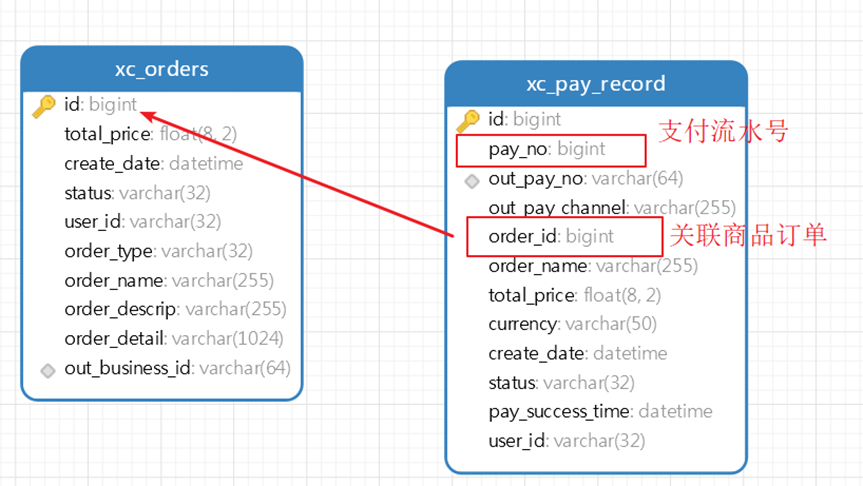 xc_orders
id: bigint
total_price: float(8, 2)
create_date: datetime
status: varchar(32)
user_id: varchar(32)
order_type: varchar(32)
order_name: varchar(255)
order_descrip: varchar(255)
order_detail: varchar(1024)
out_business_id: varchar(64)
xc_pay_record
id: bigint
pay_no: bigint
支付流水号
out_pay_no: varchar(64)
out_pay_channel: varchar(255)
order_id: bigint
关联商品订单
order_name: varchar(255)
total_price: float(8, 2)
currency: varchar(50)
create_date: datetime
status: varchar(32)
pay_success_time: datetime
user_id: varchar(32)